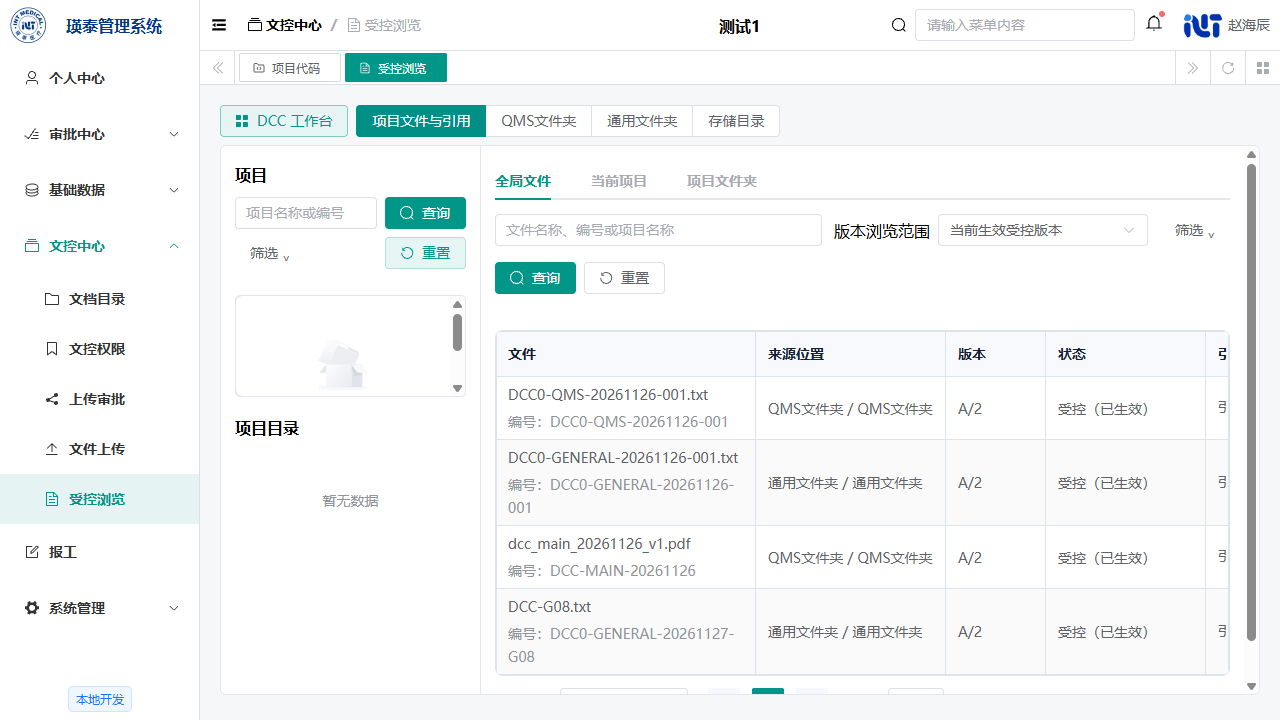 瑛泰管理系统
文控中心 / 受控浏览
测试1
请输入菜单内容
赵海辰
个人中心
审批中心
基础数据
文控中心
文档目录
文控权限
上传审批
文件上传
受控浏览
报工
系统管理
本地开发
项目代码
受控浏览
DCC 工作台
项目文件与引用
QMS文件夹
通用文件夹
存储目录
项目
项目名称或编号
查询
筛选
重置
项目目录
暂无数据
全局文件
当前项目
项目文件夹
文件名称、编号或项目名称
版本浏览范围
当前生效受控版本
筛选
查询
重置
文件 来源位置 版本 状态 引
DCC0-QMS-20261126-001.txt
编号：DCC0-QMS-20261126-001
QMS文件夹 / QMS文件夹 A/2 受控（已生效） 引
DCC0-GENERAL-20261126-001.txt
编号：DCC0-GENERAL-20261126-
001
通用文件夹 / 通用文件夹 A/2 受控（已生效） 引
dcc_main_20261126_v1.pdf
编号：DCC-MAIN-20261126
QMS文件夹 / QMS文件夹 A/2 受控（已生效） 引
DCC-G08.txt
编号：DCC0-GENERAL-20261127-
G08
通用文件夹 / 通用文件夹 A/2 受控（已生效） 引